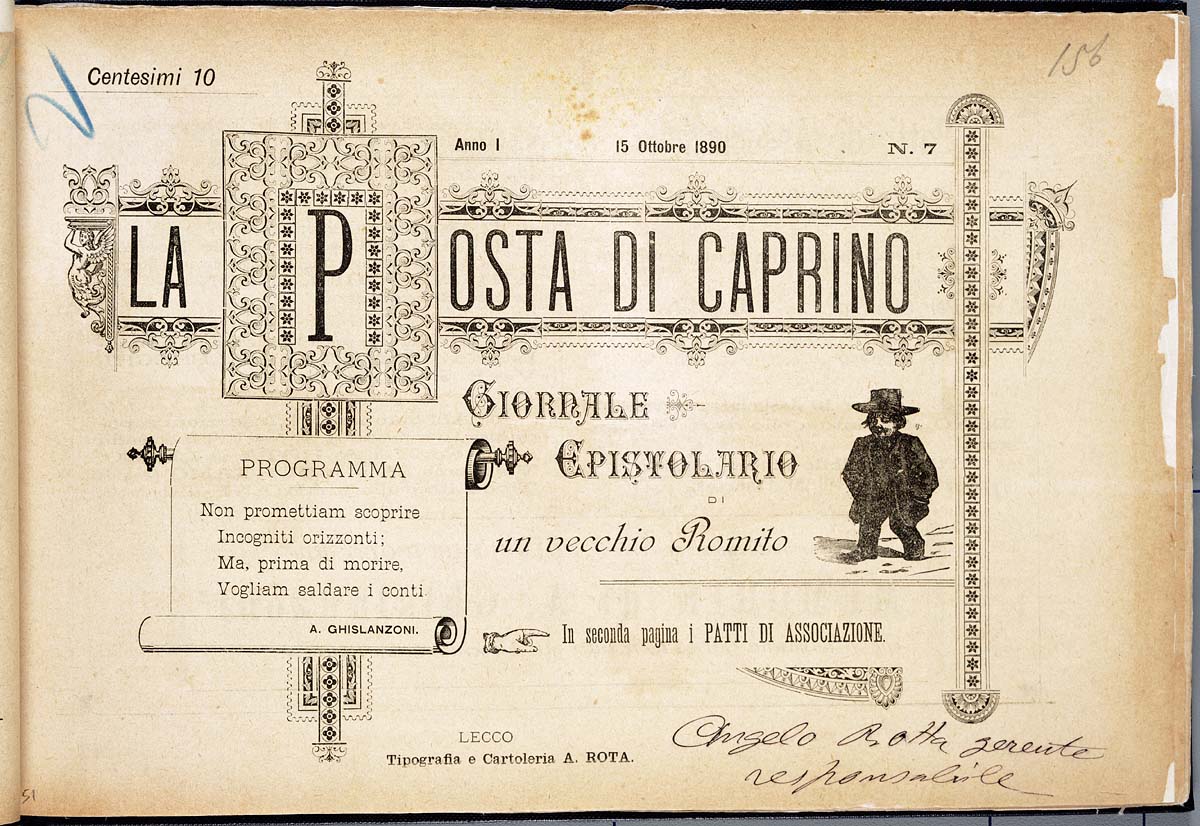 156
Centesimi 10
Anno I 15 Ottobre 1890 N. 7
LA POSTA DI CAPRINO
GIORNALE
EPISTOLARIO
DI
un vecchio Romito
PROGRAMMA
Non promettiam scoprire
Incogniti orizzonti;
Ma, prima di morire,
Vogliam saldare i conti.
A. GHISLANZONI.
In seconda pagina i PATTI DI ASSOCIAZIONE.
LECCO
Tipografia e Cartoleria A. ROTA.
Angelo Rotta gerente
responsabile
51